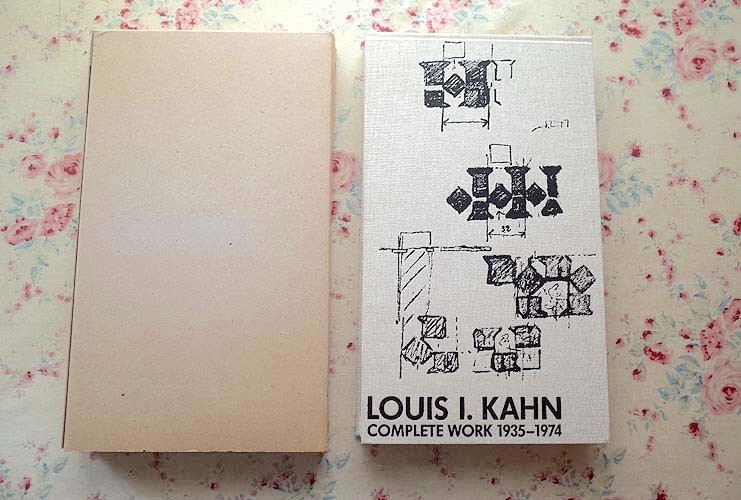 LOUIS I. KAHN
COMPLETE WORK 1935–1974